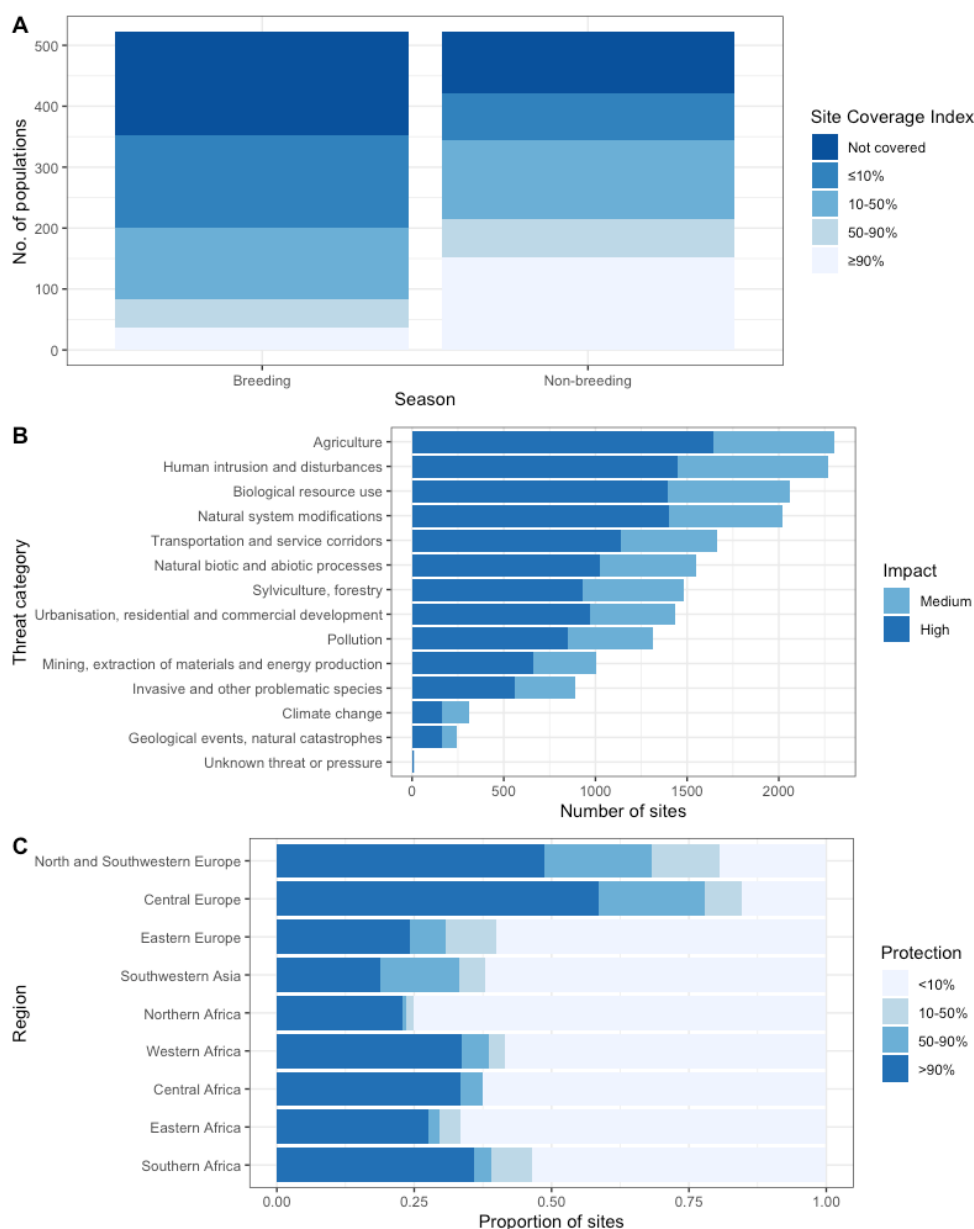 A
500
400
300
200
100
0
No. of populations
Breeding
Non-breeding
Season
Site Coverage Index
Not covered
≤10%
10-50%
50-90%
≥90%
B
Threat category
Agriculture
Human intrusion and disturbances
Biological resource use
Natural system modifications
Transportation and service corridors
Natural biotic and abiotic processes
Sylviculture, forestry
Urbanisation, residential and commercial development
Pollution
Mining, extraction of materials and energy production
Invasive and other problematic species
Climate change
Geological events, natural catastrophes
Unknown threat or pressure
0 500 1000 1500 2000
Number of sites
Impact
Medium
High
C
Region
North and Southwestern Europe
Central Europe
Eastern Europe
Southwestern Asia
Northern Africa
Western Africa
Central Africa
Eastern Africa
Southern Africa
0.00 0.25 0.50 0.75 1.00
Proportion of sites
Protection
<10%
10-50%
50-90%
>90%